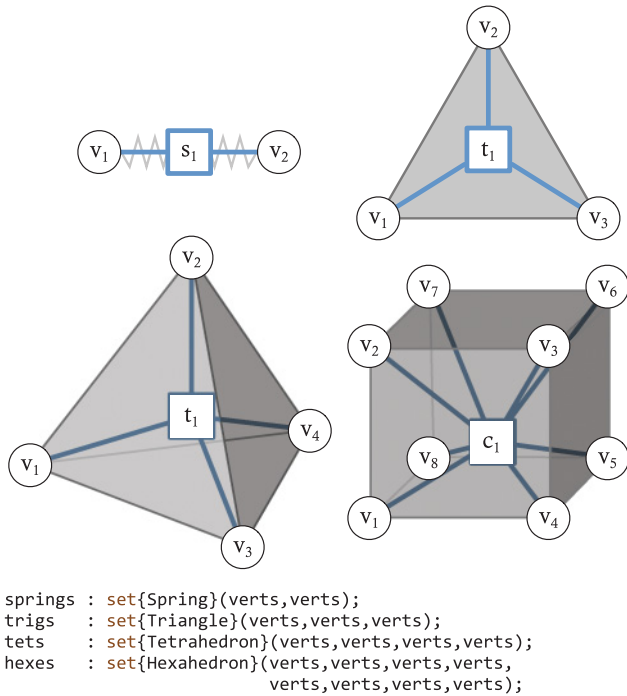 v₂
v₁ s₁ v₂
t₁
v₁ v₃
v₂
t₁
v₄
v₁
v₃
v₇ v₆
v₂ v₃
c₁
v₈ v₅
v₁ v₄
springs : set{Spring}(verts,verts);
trigs : set{Triangle}(verts,verts,verts);
tets : set{Tetrahedron}(verts,verts,verts,verts);
hexes : set{Hexahedron}(verts,verts,verts,verts,
verts,verts,verts,verts);